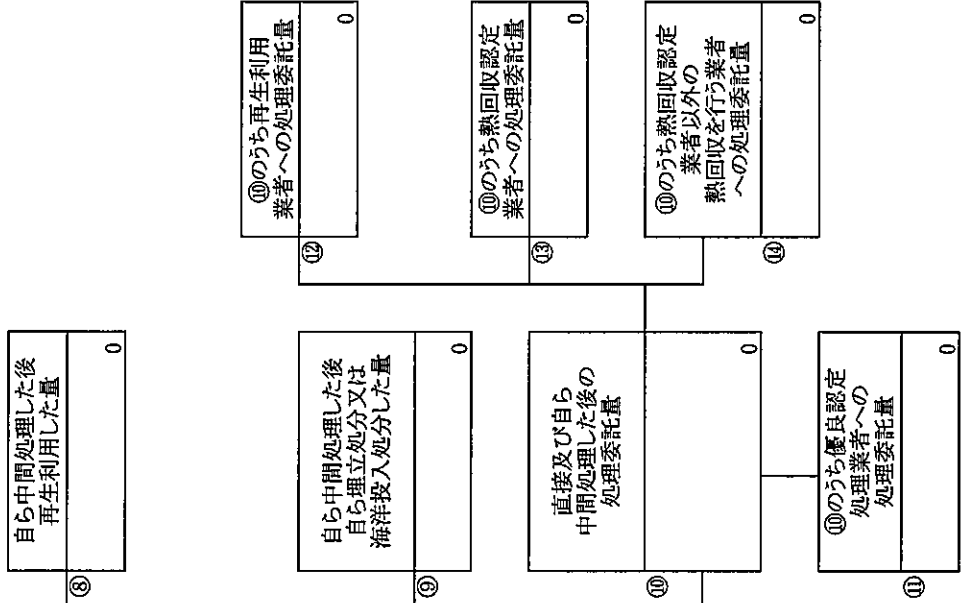 ⑧
自ら中間処理した後
再生利用した量
0
⑨
自ら中間処理した後
自ら埋立処分又は
海洋投入処分した量
0
⑩
直接及び自ら
中間処理した後の
処理委託量
0
⑪
⑩のうち優良認定
処理業者への
処理委託量
0
⑫
⑩のうち再生利用
業者への処理委託量
0
⑬
⑩のうち熱回収認定
業者への処理委託量
0
⑭
⑩のうち熱回収認定
業者以外の
熱回収を行う業者
への処理委託量
0